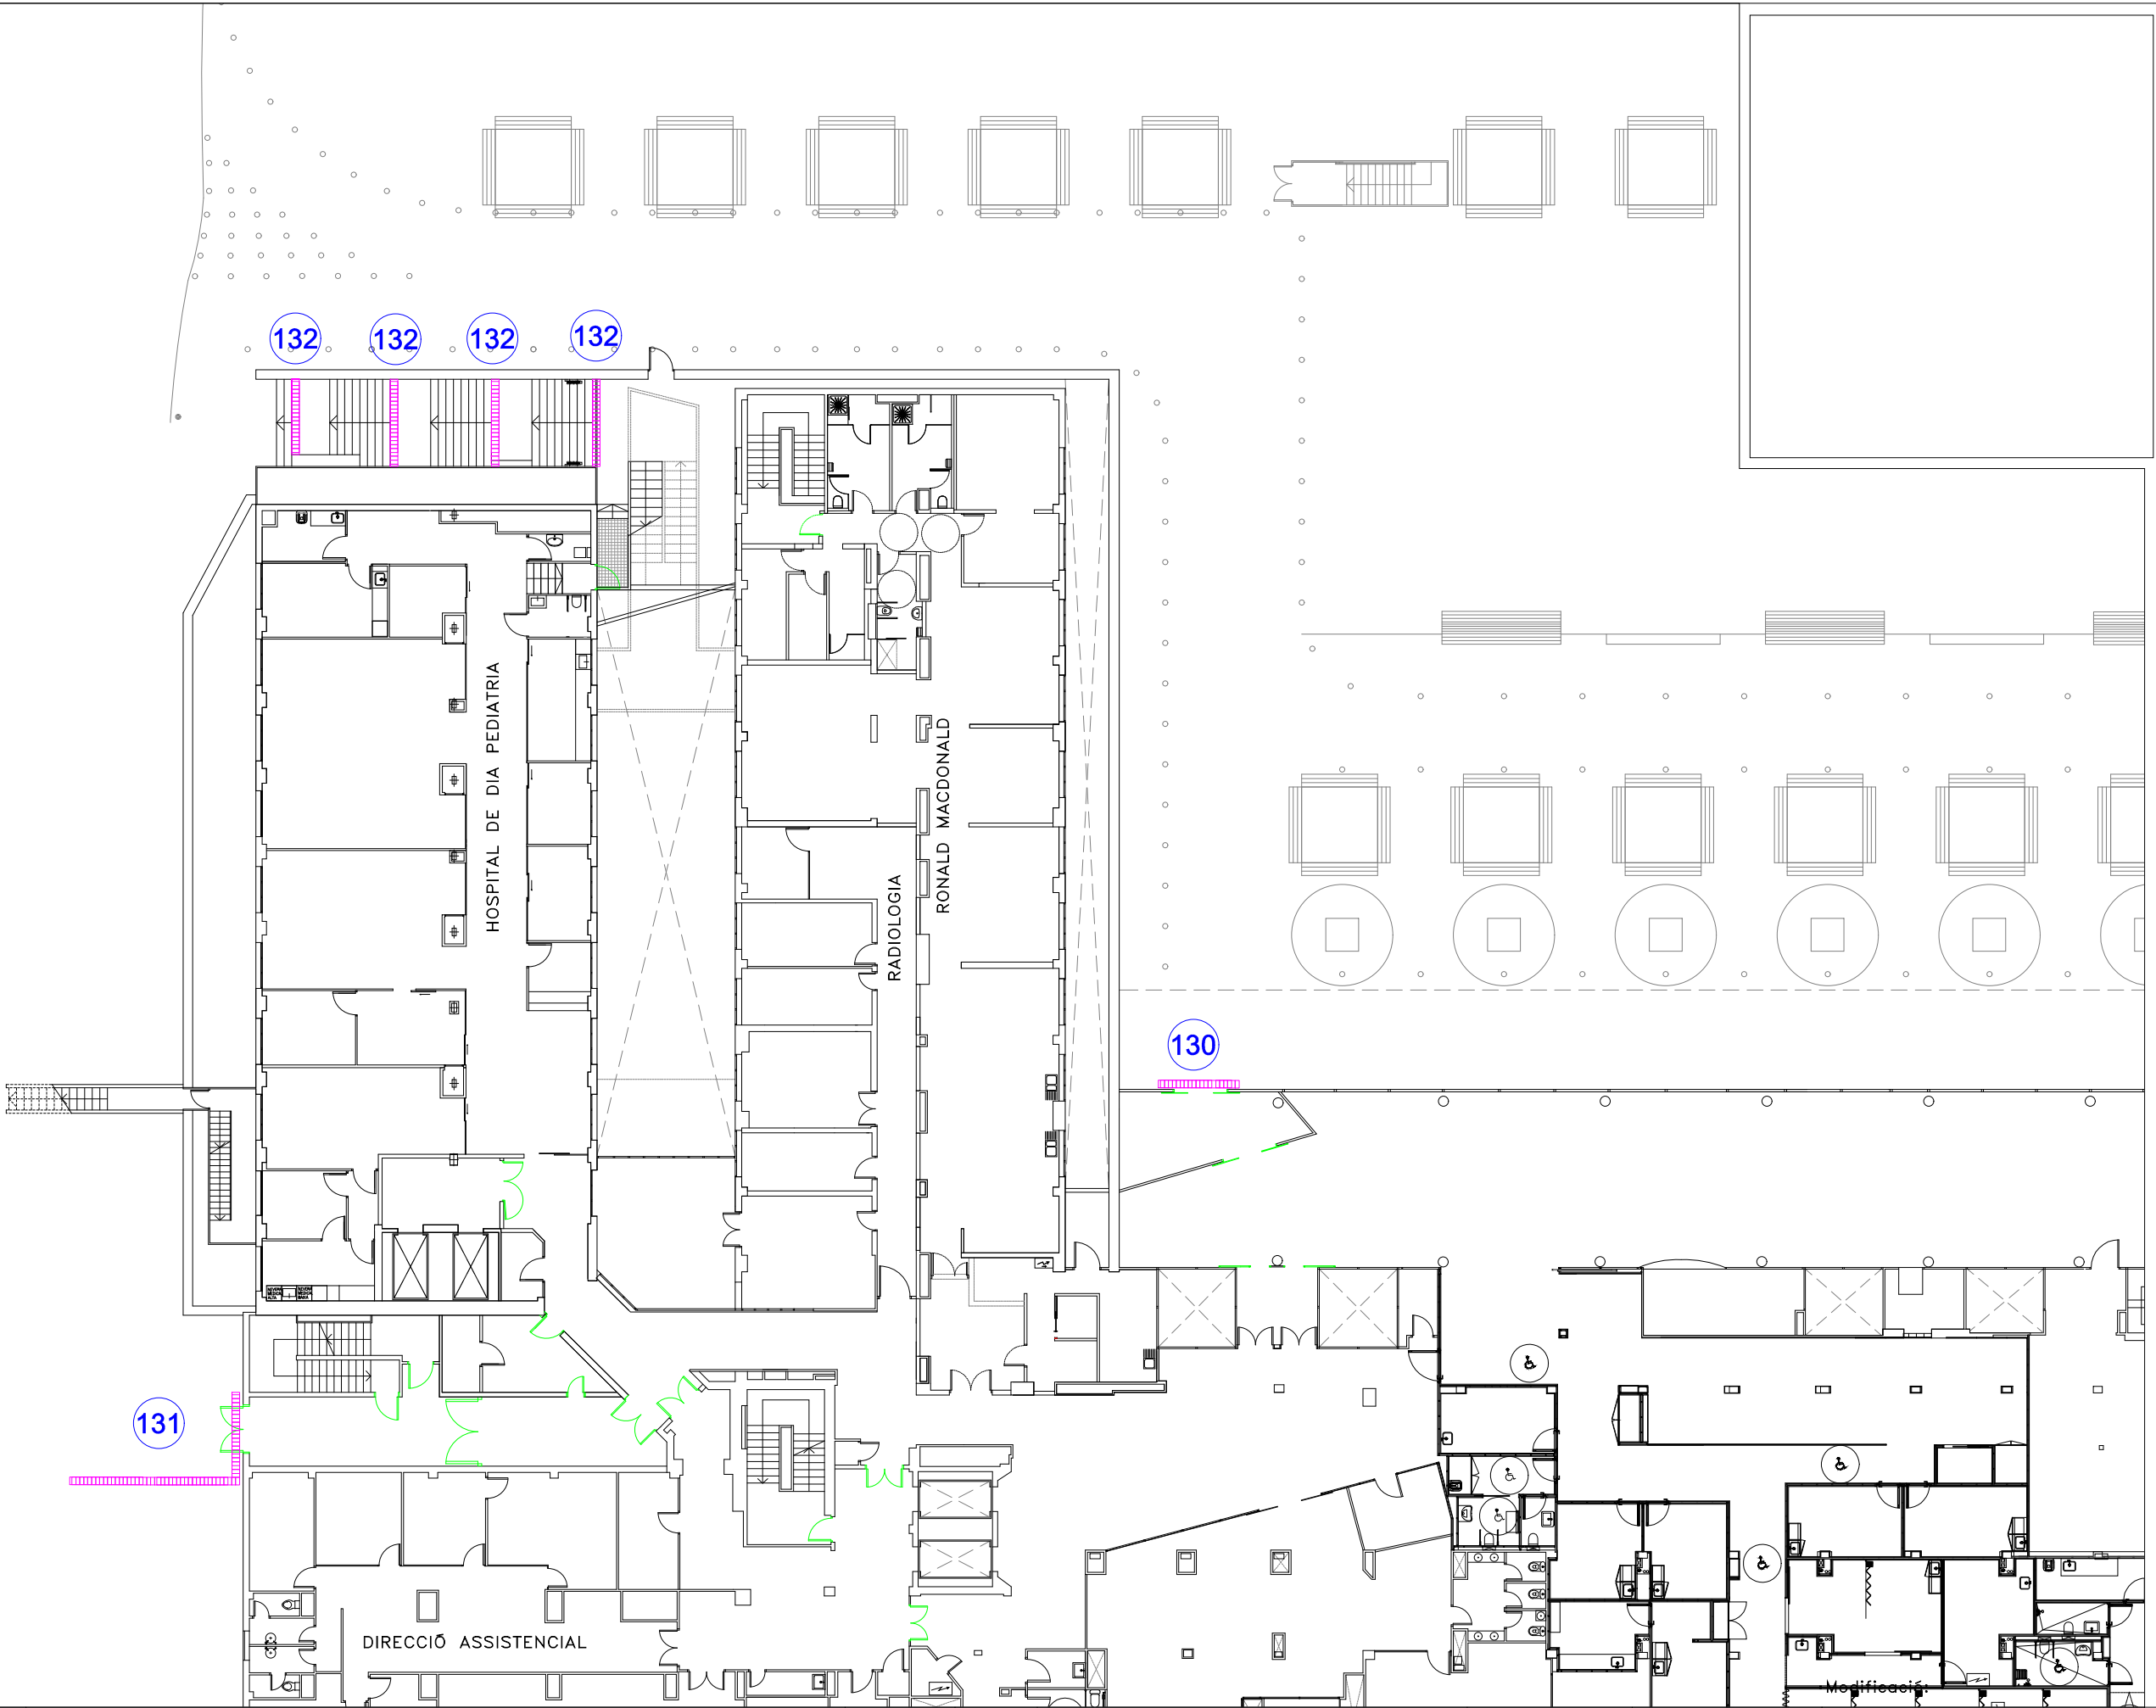 132
132
132
132
HOSPITAL DE DIA PEDIATRIA
RONALD MACDONALD
RADIOLOGIA
130
131
DIRECCIÓ ASSISTENCIAL
Modificació: